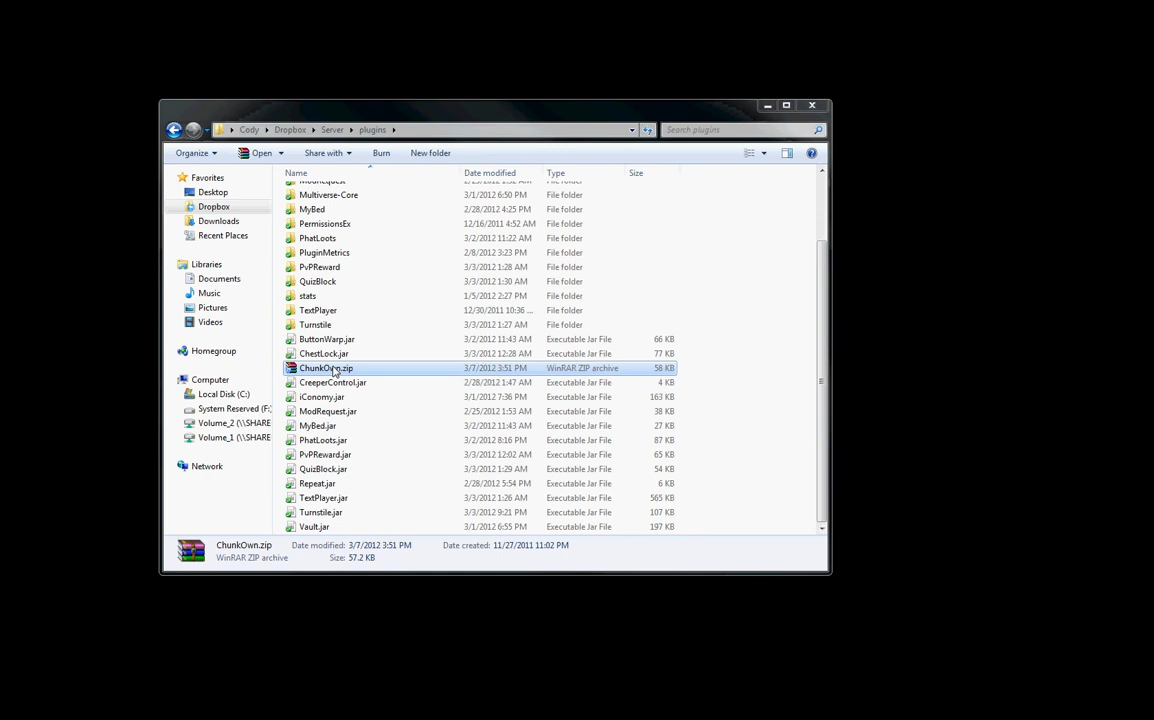 Cody Dropbox Server plugins Search plugins
Organize Open Share with Burn New folder
Favorites
Desktop
Dropbox
Downloads
Recent Places
Libraries
Documents
Music
Pictures
Videos
Homegroup
Computer
Local Disk (C:)
System Reserved (F:
Volume_2 (\\SHARE
Volume_1 (\\SHARE
Network
Name Date modified Type Size
ModRequest 2/25/2012 1:52 AM File folder
Multiverse-Core 3/1/2012 6:50 PM File folder
MyBed 2/28/2012 4:25 PM File folder
PermissionsEx 12/16/2011 4:52 AM File folder
PhatLoots 3/2/2012 11:22 AM File folder
PluginMetrics 2/8/2012 3:23 PM File folder
PvPReward 3/3/2012 1:28 AM File folder
QuizBlock 3/3/2012 1:30 AM File folder
stats 1/5/2012 2:27 PM File folder
TextPlayer 12/30/2011 10:36 ... File folder
Turnstile 3/3/2012 1:27 AM File folder
ButtonWarp.jar 3/2/2012 11:43 AM Executable Jar File 66 KB
ChestLock.jar 3/3/2012 12:28 AM Executable Jar File 77 KB
ChunkOwn.zip 3/7/2012 3:51 PM WinRAR ZIP archive 58 KB
CreeperControl.jar 2/28/2012 1:47 AM Executable Jar File 4 KB
iConomy.jar 3/1/2012 7:36 PM Executable Jar File 163 KB
ModRequest.jar 2/25/2012 1:53 AM Executable Jar File 38 KB
MyBed.jar 3/2/2012 11:43 AM Executable Jar File 27 KB
PhatLoots.jar 3/2/2012 8:16 PM Executable Jar File 87 KB
PvPReward.jar 3/3/2012 12:02 AM Executable Jar File 65 KB
QuizBlock.jar 3/3/2012 1:29 AM Executable Jar File 54 KB
Repeat.jar 2/28/2012 5:54 PM Executable Jar File 6 KB
TextPlayer.jar 3/3/2012 1:26 AM Executable Jar File 565 KB
Turnstile.jar 3/3/2012 9:21 PM Executable Jar File 107 KB
Vault.jar 3/1/2012 6:55 PM Executable Jar File 197 KB
ChunkOwn.zip Date modified: 3/7/2012 3:51 PM Date created: 11/27/2011 11:02 PM
WinRAR ZIP archive Size: 57.2 KB